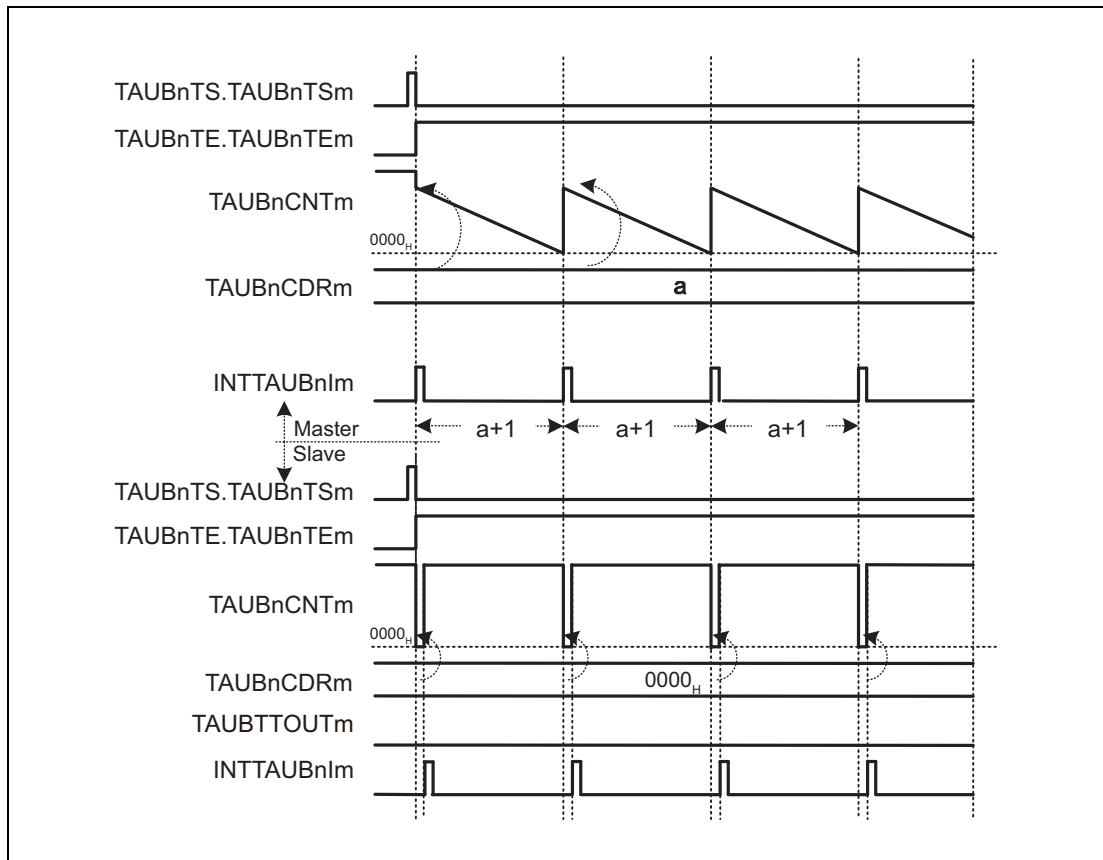 TAUBnTS.TAUBnTSm
TAUBnTE.TAUBnTEm
TAUBnCNTm
0000H
TAUBnCDRm
a
INTTAUBnIm
Master
a+1
a+1
a+1
Slave
TAUBnTS.TAUBnTSm
TAUBnTE.TAUBnTEm
TAUBnCNTm
0000H
TAUBnCDRm
0000H
TAUBTTOUTm
INTTAUBnIm